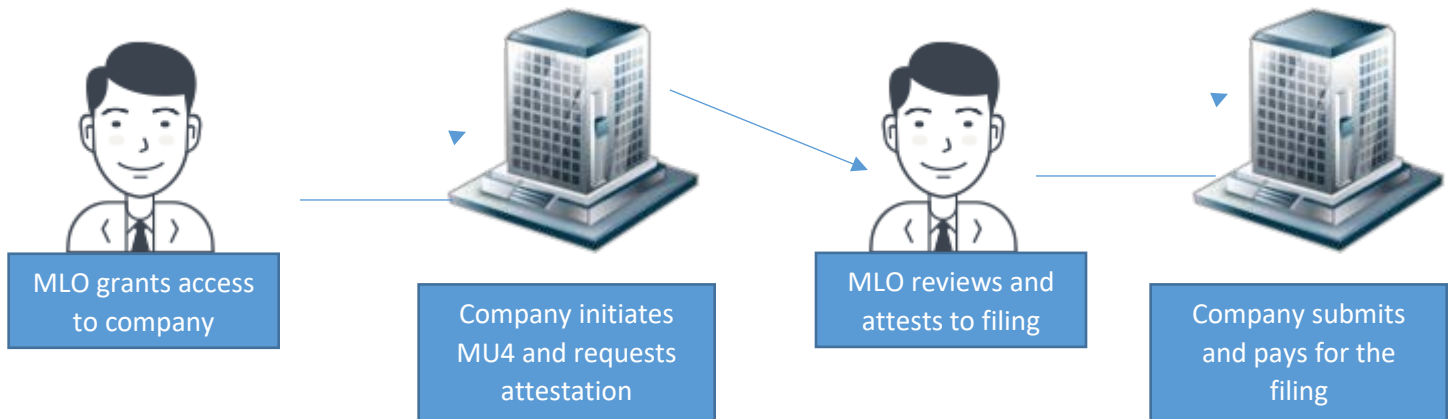 MLO grants access
to company
Company initiates
MU4 and requests
attestation
MLO reviews and
attests to filing
Company submits
and pays for the
filing